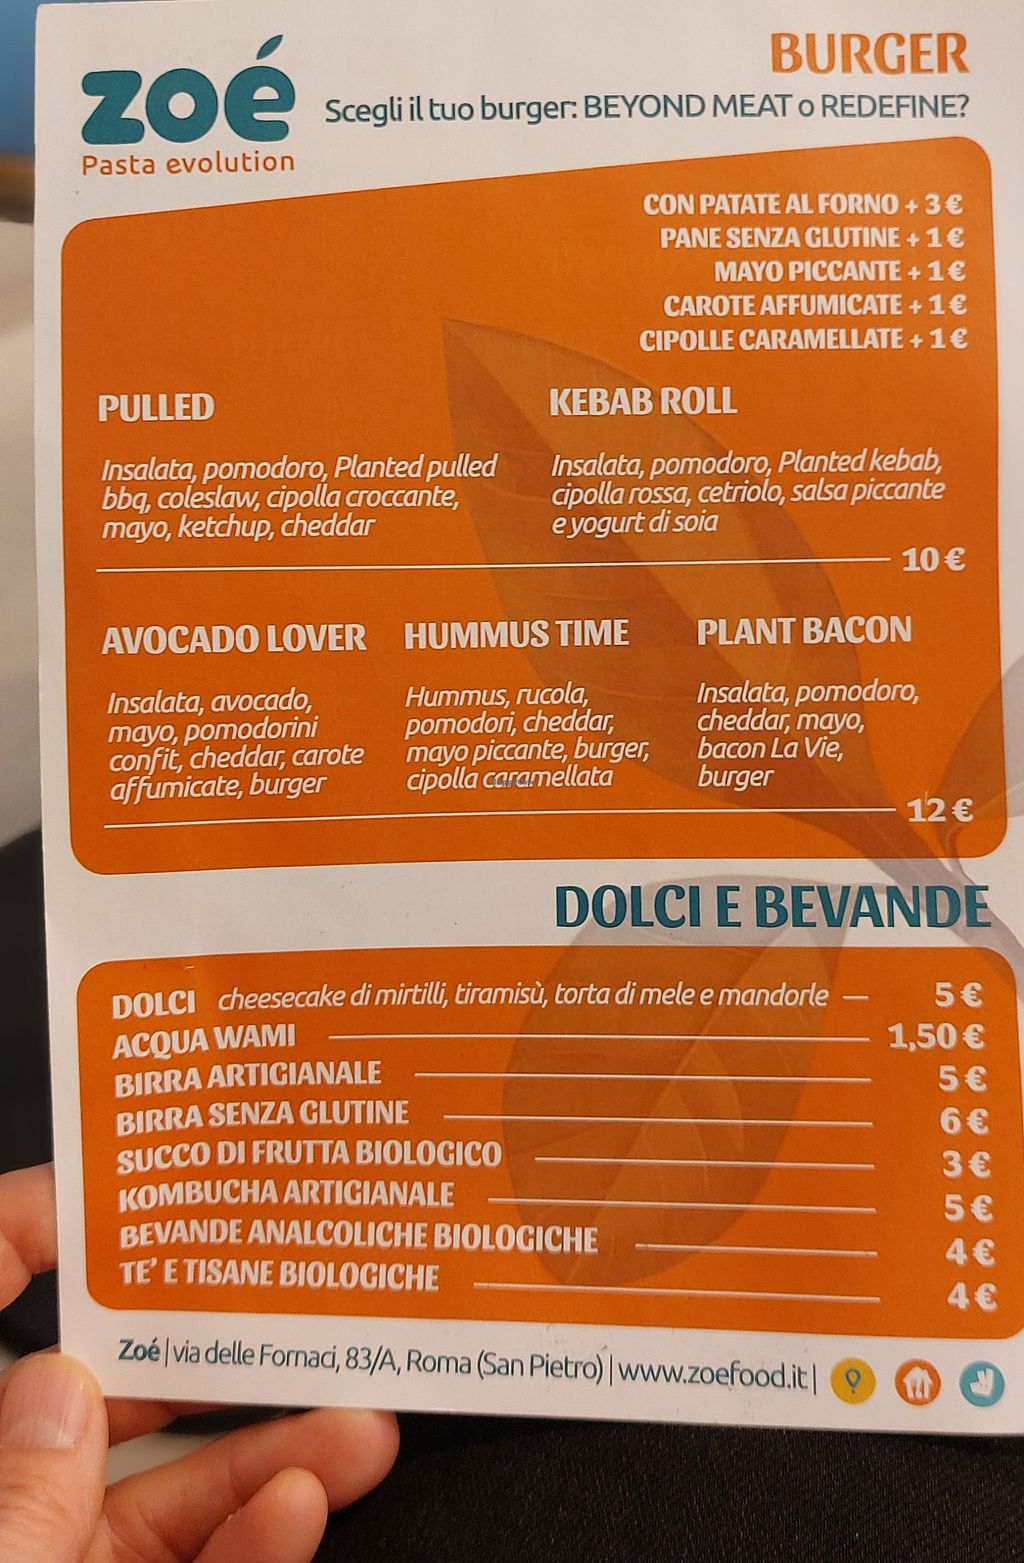 zoé
Pasta evolution
BURGER
Scegli il tuo burger: BEYOND MEAT o REDEFINE?
CON PATATE AL FORNO + 3 €
PANE SENZA GLUTINE + 1 €
MAYO PICCANTE + 1 €
CAROTE AFFUMICATE + 1 €
CIPOLLE CARAMELLATE + 1 €
PULLED
Insalata, pomodoro, Planted pulled
bbq, coleslaw, cipolla croccante,
mayo, ketchup, cheddar
KEBAB ROLL
Insalata, pomodoro, Planted kebab,
cipolla rossa, cetriolo, salsa piccante
e yogurt di soia
10 €
AVOCADO LOVER
Insalata, avocado,
mayo, pomodorini
confit, cheddar, carote
affumicate, burger
HUMMUS TIME
Hummus, rucola,
pomodori, cheddar,
mayo piccante, burger,
cipolla caramellata
PLANT BACON
Insalata, pomodoro,
cheddar, mayo,
bacon La Vie,
burger
12 €
DOLCI E BEVANDE
DOLCI cheesecake di mirtilli, tiramisù, torta di mele e mandorle — 5 €
ACQUA WAMI 1,50 €
BIRRA ARTIGIANALE 5 €
BIRRA SENZA GLUTINE 6 €
SUCCO DI FRUTTA BIOLOGICO 3 €
KOMBUCHA ARTIGIANALE 5 €
BEVANDE ANALCOLICHE BIOLOGICHE 4 €
TE' E TISANE BIOLOGICHE 4 €
Zoé | via delle Fornaci, 83/A, Roma (San Pietro) | www.zoefood.it |